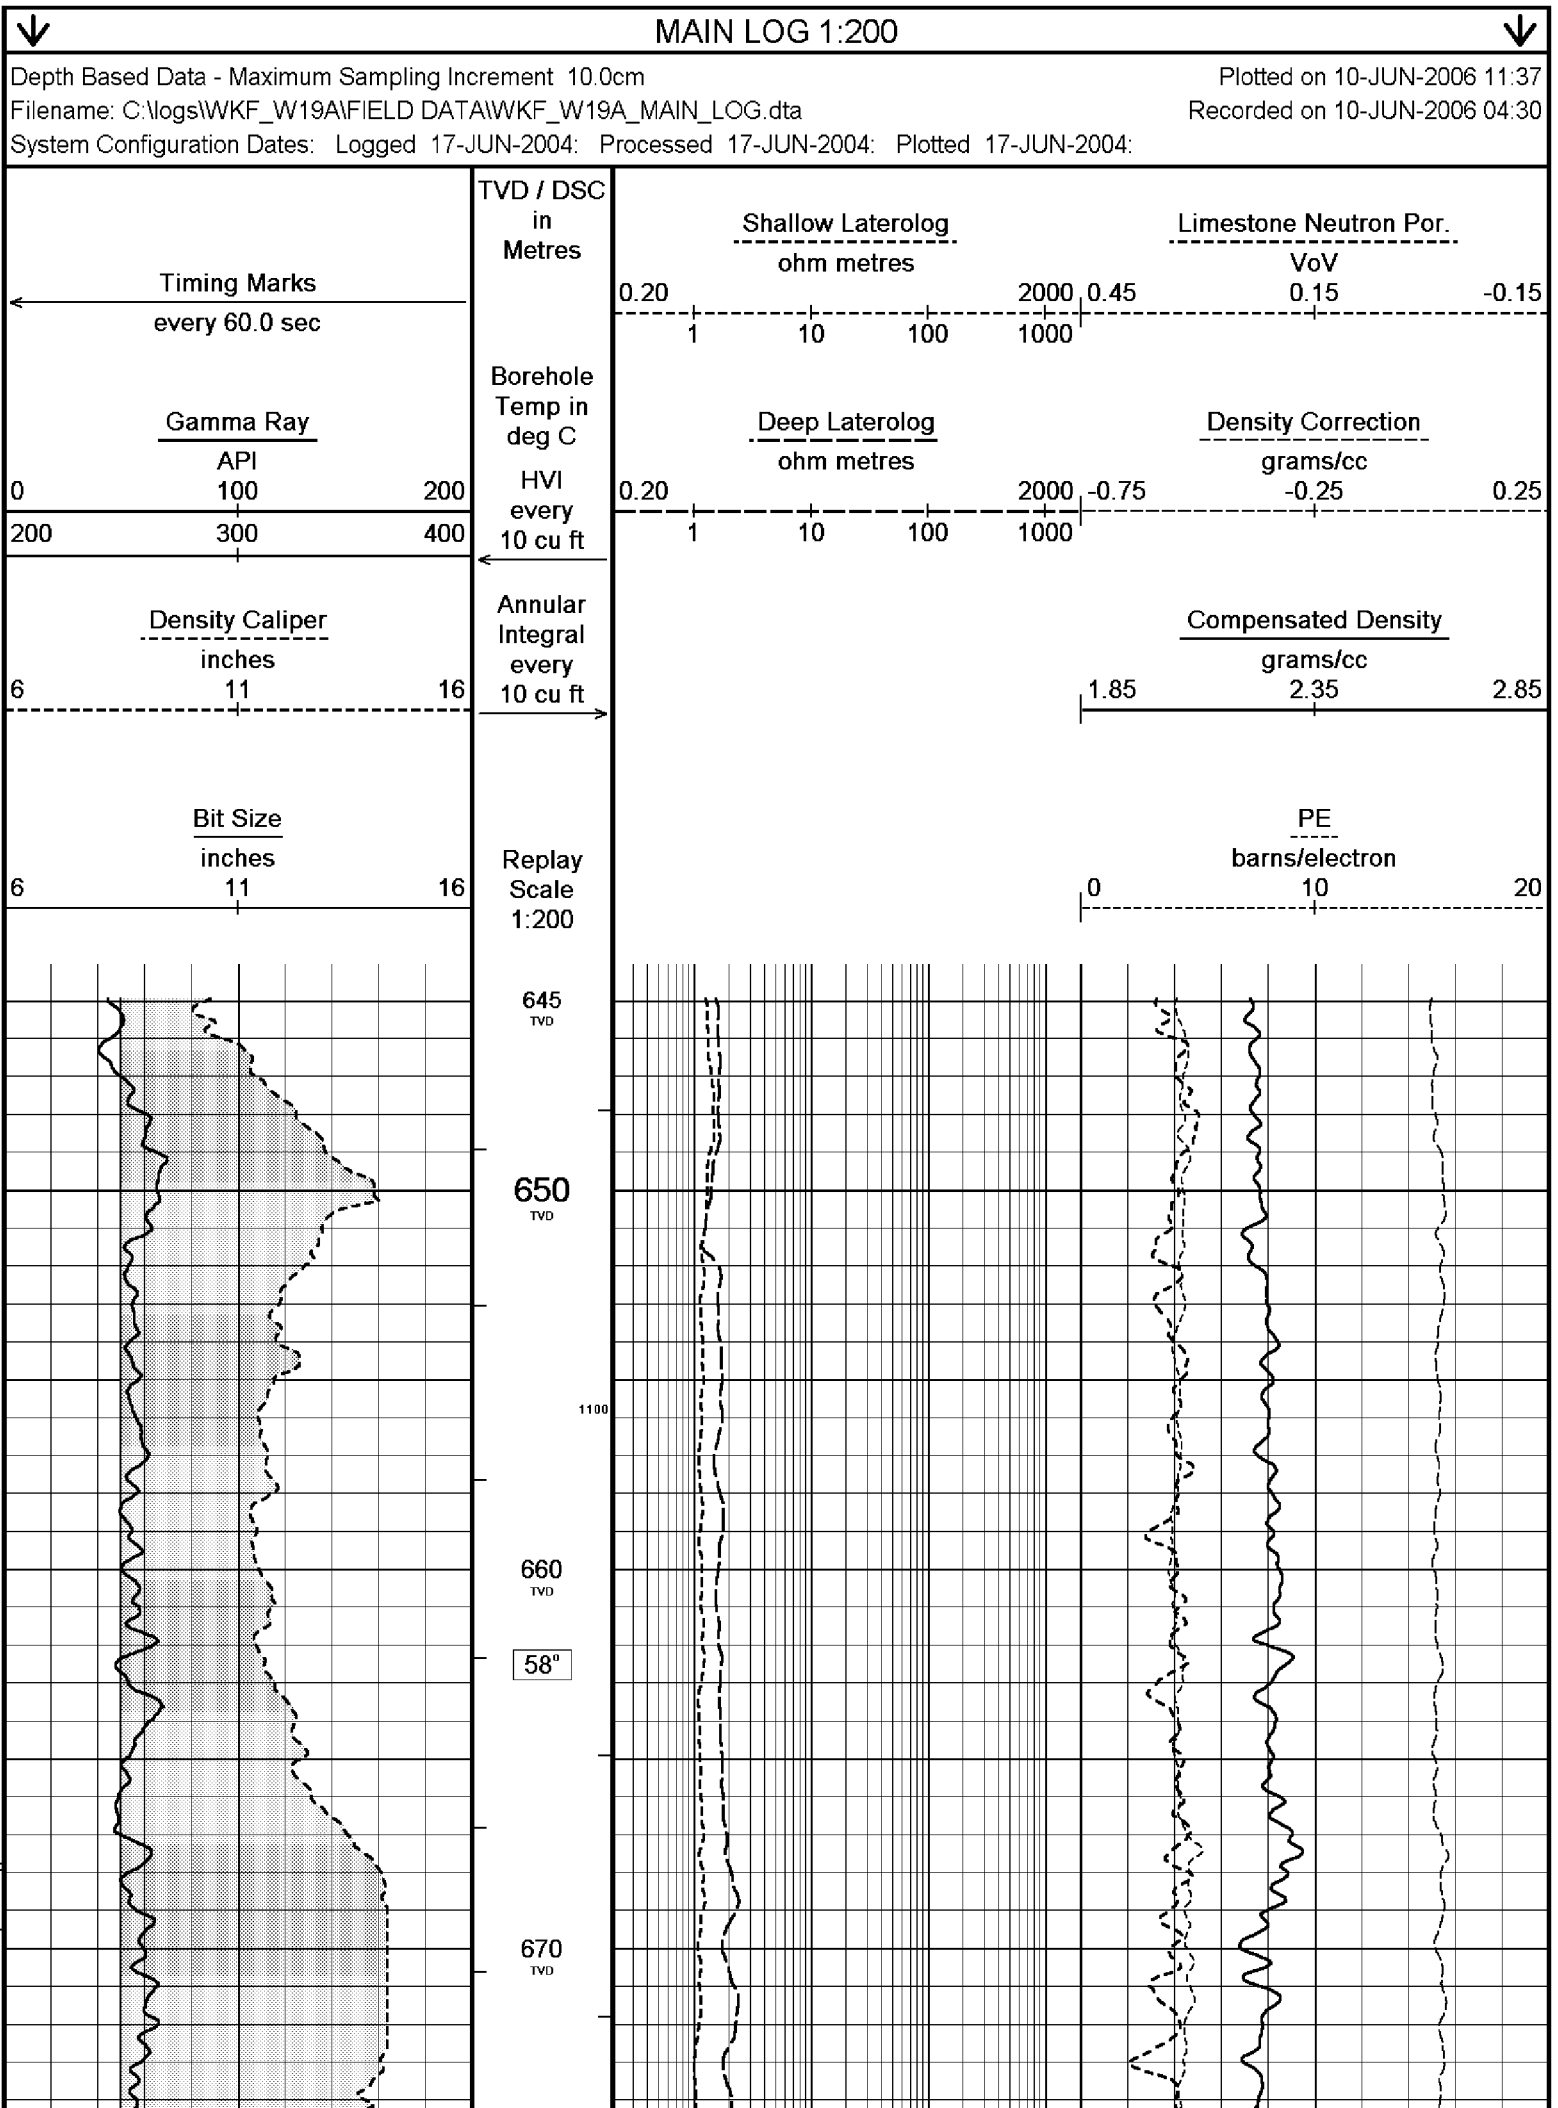 MAIN LOG 1:200
Depth Based Data - Maximum Sampling Increment 10.0cm
Plotted on 10-JUN-2006 11:37
Filename: C:\logs\WKF_W19A\FIELD DATA\WKF_W19A_MAIN_LOG.dta
Recorded on 10-JUN-2006 04:30
System Configuration Dates: Logged 17-JUN-2004: Processed 17-JUN-2004: Plotted 17-JUN-2004:
Timing Marks
every 60.0 sec
Gamma Ray
API
0 100 200
200 300 400
Density Caliper
inches
6 11 16
Bit Size
inches
6 11 16
TVD / DSC
in
Metres
Borehole
Temp in
deg C
HVI
every
10 cu ft
Annular
Integral
every
10 cu ft
Replay
Scale
1:200
Shallow Laterolog
ohm metres
0.20 2000
1 10 100 1000
Deep Laterolog
ohm metres
0.20 2000
1 10 100 1000
Limestone Neutron Por.
VoV
0.45 0.15 -0.15
Density Correction
grams/cc
-0.75 -0.25 0.25
Compensated Density
grams/cc
1.85 2.35 2.85
PE
barns/electron
0 10 20
645
TVD
650
TVD
1100
660
TVD
58°
670
TVD